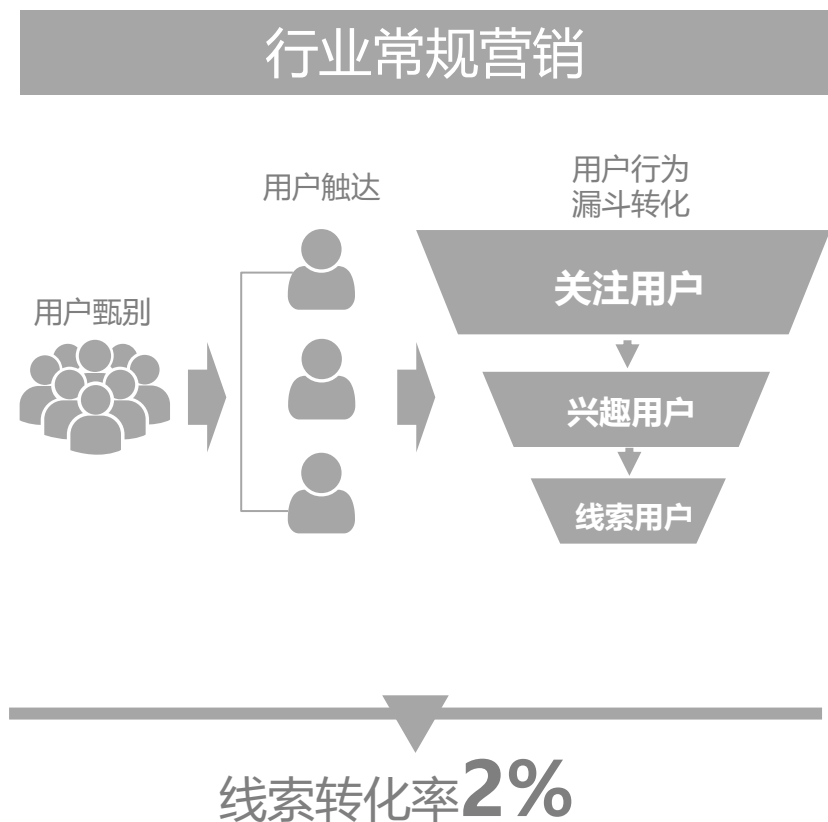 行业常规营销
用户甄别
用户触达
用户行为
漏斗转化
关注用户
兴趣用户
线索用户
线索转化率2%